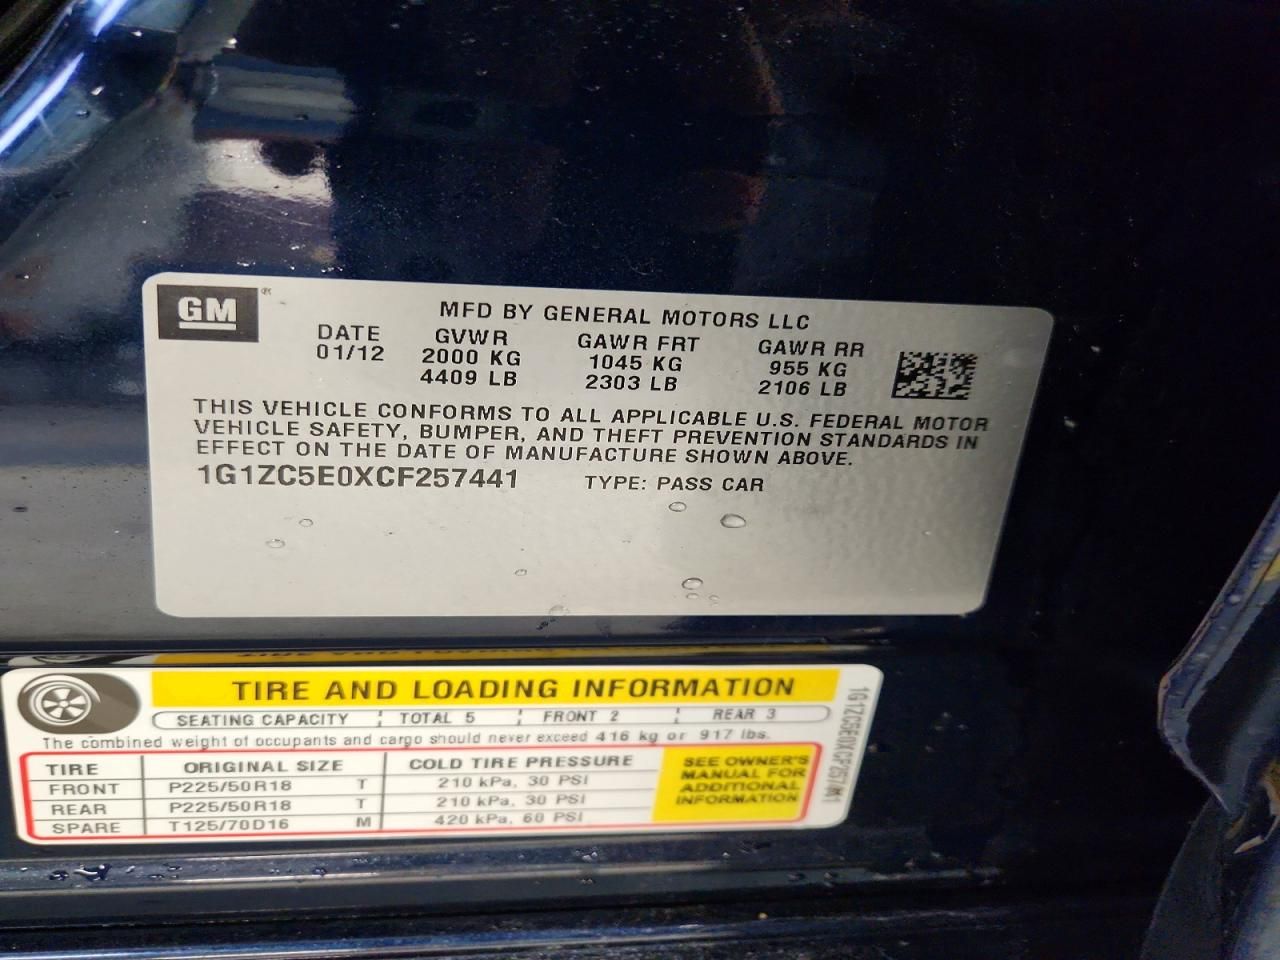 GM ®
MFD BY GENERAL MOTORS LLC
DATE GVWR GAWR FRT GAWR RR
01/12 2000 KG 1045 KG 955 KG
4409 LB 2303 LB 2106 LB
THIS VEHICLE CONFORMS TO ALL APPLICABLE U.S. FEDERAL MOTOR
VEHICLE SAFETY, BUMPER, AND THEFT PREVENTION STANDARDS IN
EFFECT ON THE DATE OF MANUFACTURE SHOWN ABOVE.
1G1ZC5E0XCF257441 TYPE: PASS CAR
TIRE AND LOADING INFORMATION
SEATING CAPACITY TOTAL 5 FRONT 2 REAR 3
The combined weight of occupants and cargo should never exceed 416 kg or 917 lbs.
TIRE ORIGINAL SIZE COLD TIRE PRESSURE
FRONT P225/50R18 T 210 kPa, 30 PSI
REAR P225/50R18 T 210 kPa, 30 PSI
SPARE T125/70D16 M 420 kPa, 60 PSI
SEE OWNER'S
MANUAL FOR
ADDITIONAL
INFORMATION
1G1ZC5E0XCF257441